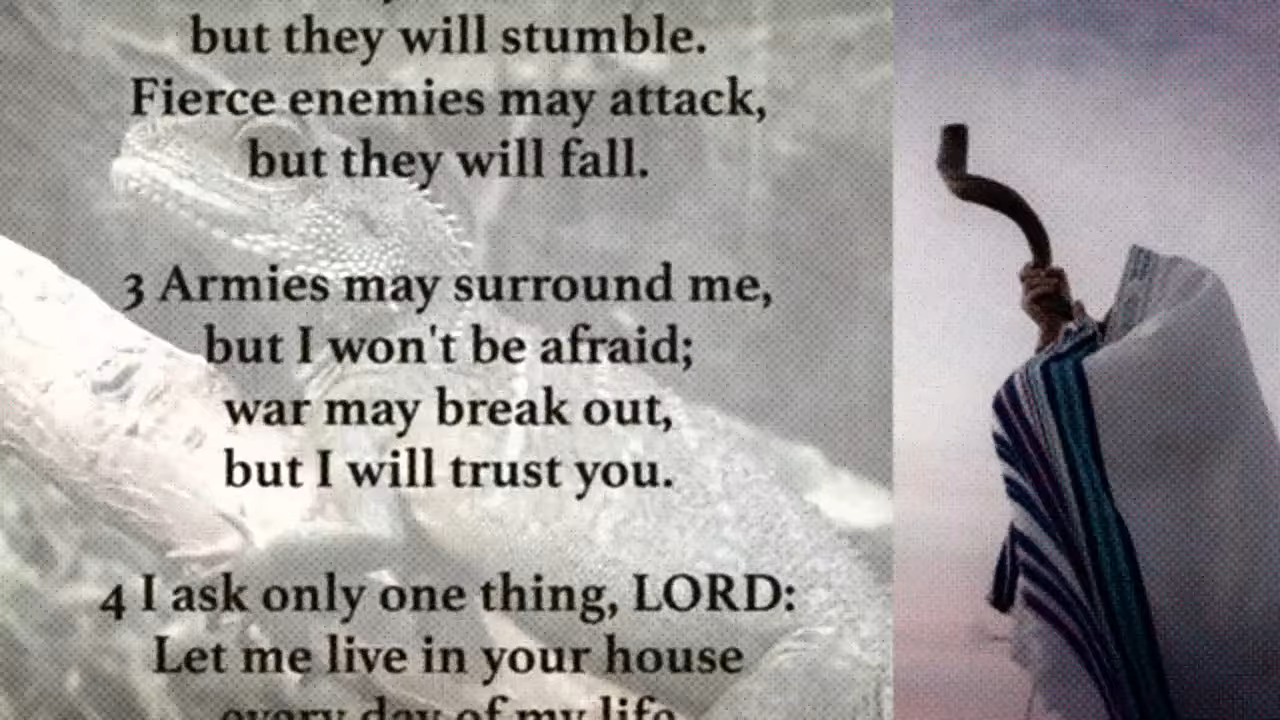 but they will stumble.
Fierce enemies may attack,
but they will fall.
3 Armies may surround me,
but I won't be afraid;
war may break out,
but I will trust you.
4 I ask only one thing, LORD:
Let me live in your house
every day of my life